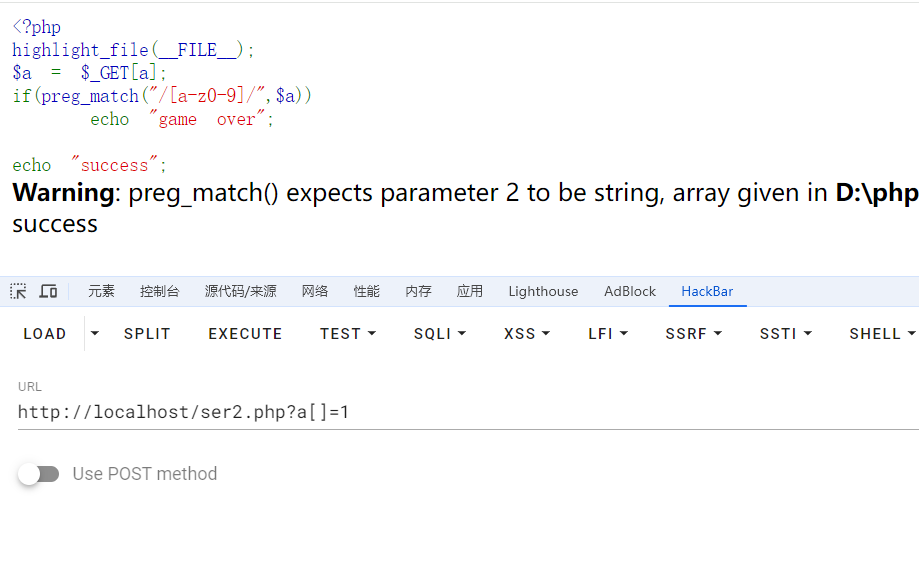 <?php
highlight_file(__FILE__);
$a = $_GET[a];
if(preg_match("/[a-z0-9]/",$a))
echo "game over";
echo "success";
Warning: preg_match() expects parameter 2 to be string, array given in D:\php
success
元素 控制台 源代码/来源 网络 性能 内存 应用 Lighthouse AdBlock HackBar
LOAD SPLIT EXECUTE TEST SQLI XSS LFI SSRF SSTI SHELL
URL
http://localhost/ser2.php?a[]=1
Use POST method